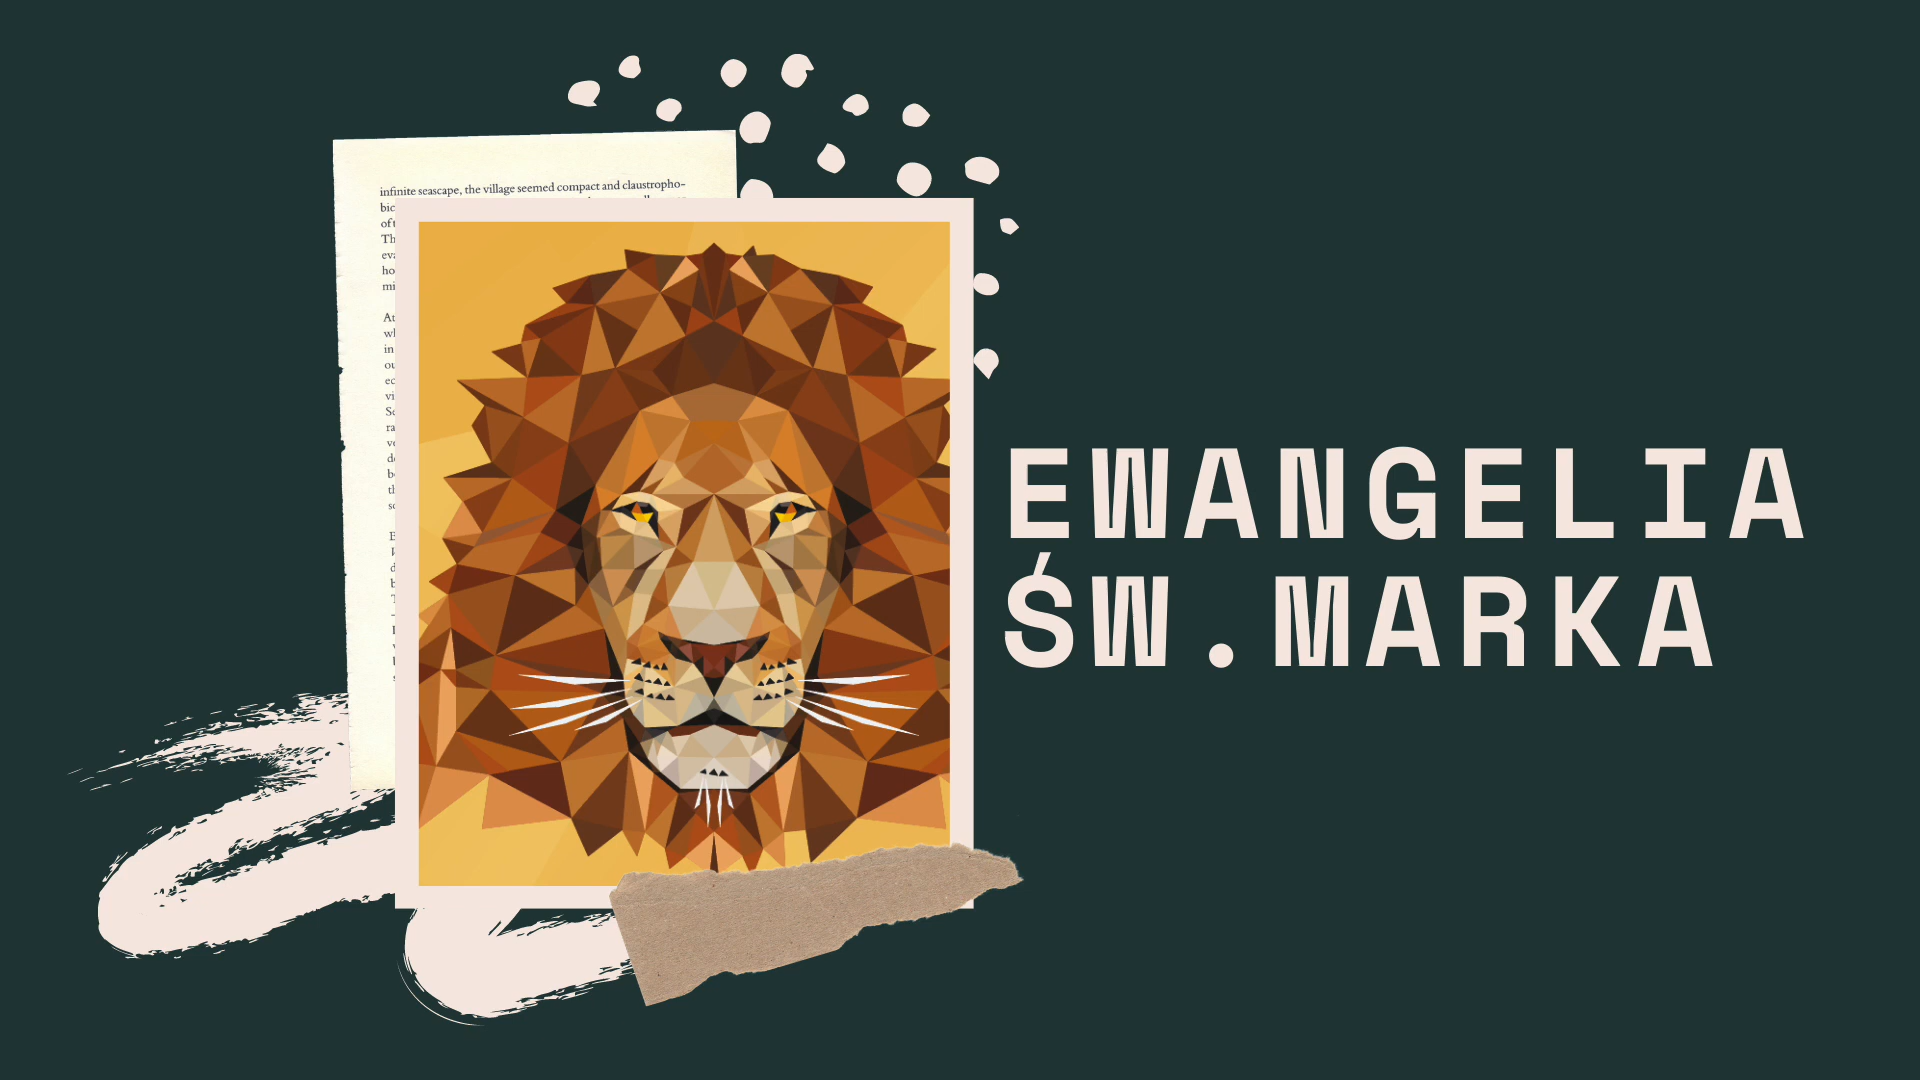 infinite seascape, the village seemed compact and claustropho-
EWANGELIA
ŚW.MARKA